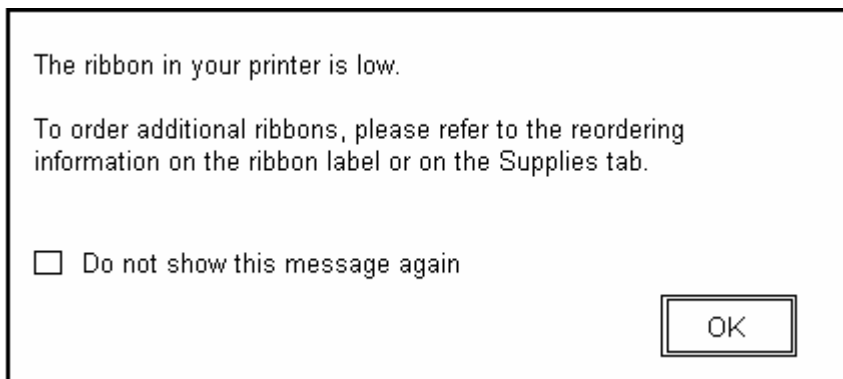 The ribbon in your printer is low.
To order additional ribbons, please refer to the reordering
information on the ribbon label or on the Supplies tab.
Do not show this message again
OK